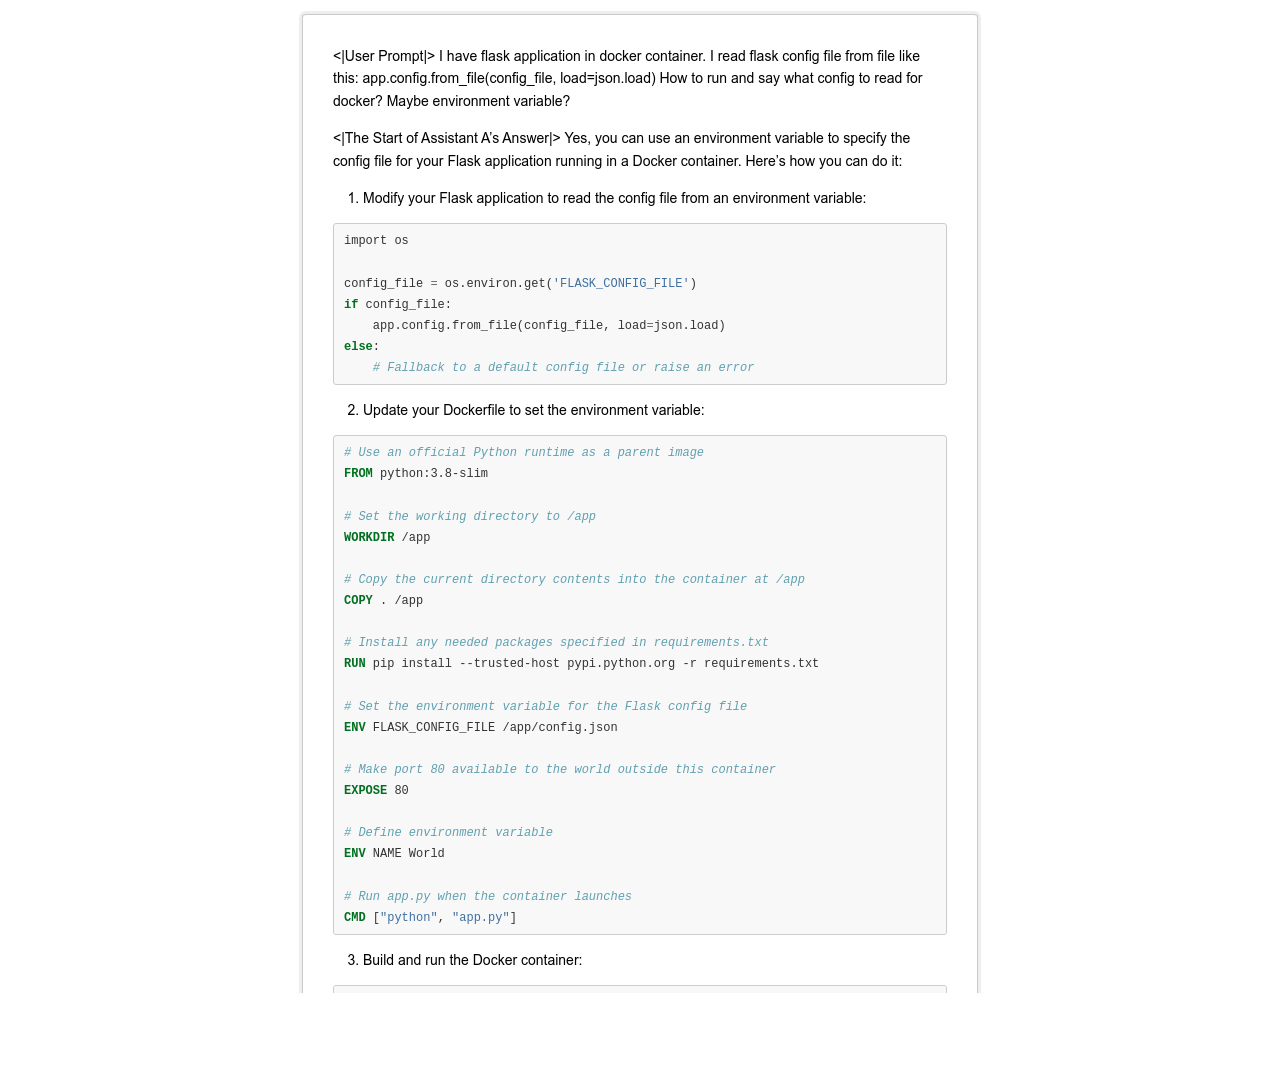 <|User Prompt|> I have flask application in docker container. I read flask config file from file like
this: app.config.from_file(config_file, load=json.load) How to run and say what config to read for
docker? Maybe environment variable?
<|The Start of Assistant A’s Answer|> Yes, you can use an environment variable to specify the
config file for your Flask application running in a Docker container. Here’s how you can do it:
1. Modify your Flask application to read the config file from an environment variable:
import os
config_file = os.environ.get('FLASK_CONFIG_FILE')
if config_file:
    app.config.from_file(config_file, load=json.load)
else:
    # Fallback to a default config file or raise an error
2. Update your Dockerfile to set the environment variable:
# Use an official Python runtime as a parent image
FROM python:3.8-slim
# Set the working directory to /app
WORKDIR /app
# Copy the current directory contents into the container at /app
COPY . /app
# Install any needed packages specified in requirements.txt
RUN pip install --trusted-host pypi.python.org -r requirements.txt
# Set the environment variable for the Flask config file
ENV FLASK_CONFIG_FILE /app/config.json
# Make port 80 available to the world outside this container
EXPOSE 80
# Define environment variable
ENV NAME World
# Run app.py when the container launches
CMD ["python", "app.py"]
3. Build and run the Docker container: